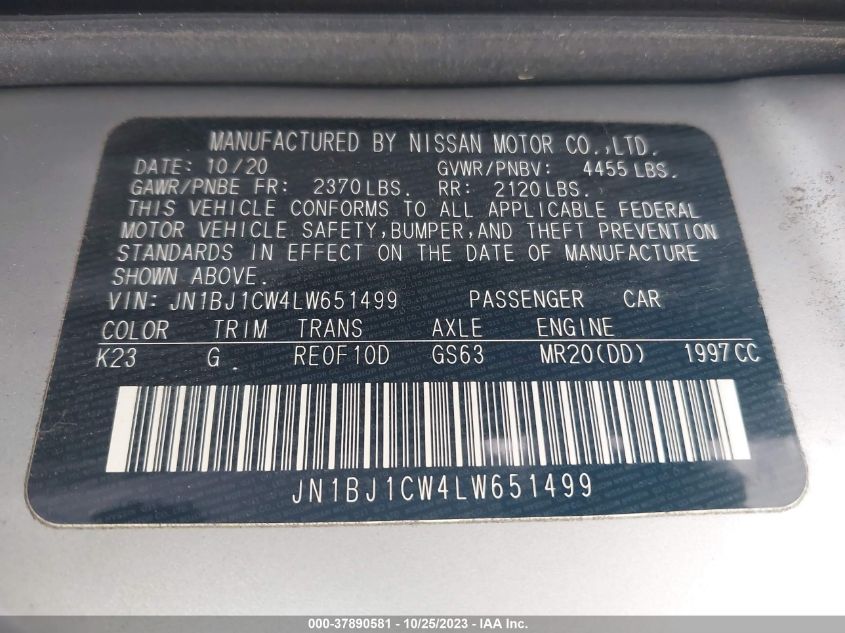 MANUFACTURED BY NISSAN MOTOR CO.,LTD.
DATE: 10/20 GVWR/PNBV: 4455 LBS.
GAWR/PNBE FR: 2370 LBS. RR: 2120 LBS.
THIS VEHICLE CONFORMS TO ALL APPLICABLE FEDERAL
MOTOR VEHICLE SAFETY,BUMPER,AND THEFT PREVENTION
STANDARDS IN EFFECT ON THE DATE OF MANUFACTURE
SHOWN ABOVE.
VIN: JN1BJ1CW4LW651499 PASSENGER CAR
COLOR TRIM TRANS AXLE ENGINE
K23 G RE0F10D GS63 MR20(DD) 1997CC
JN1BJ1CW4LW651499
000-37890581 - 10/25/2023 - IAA Inc.